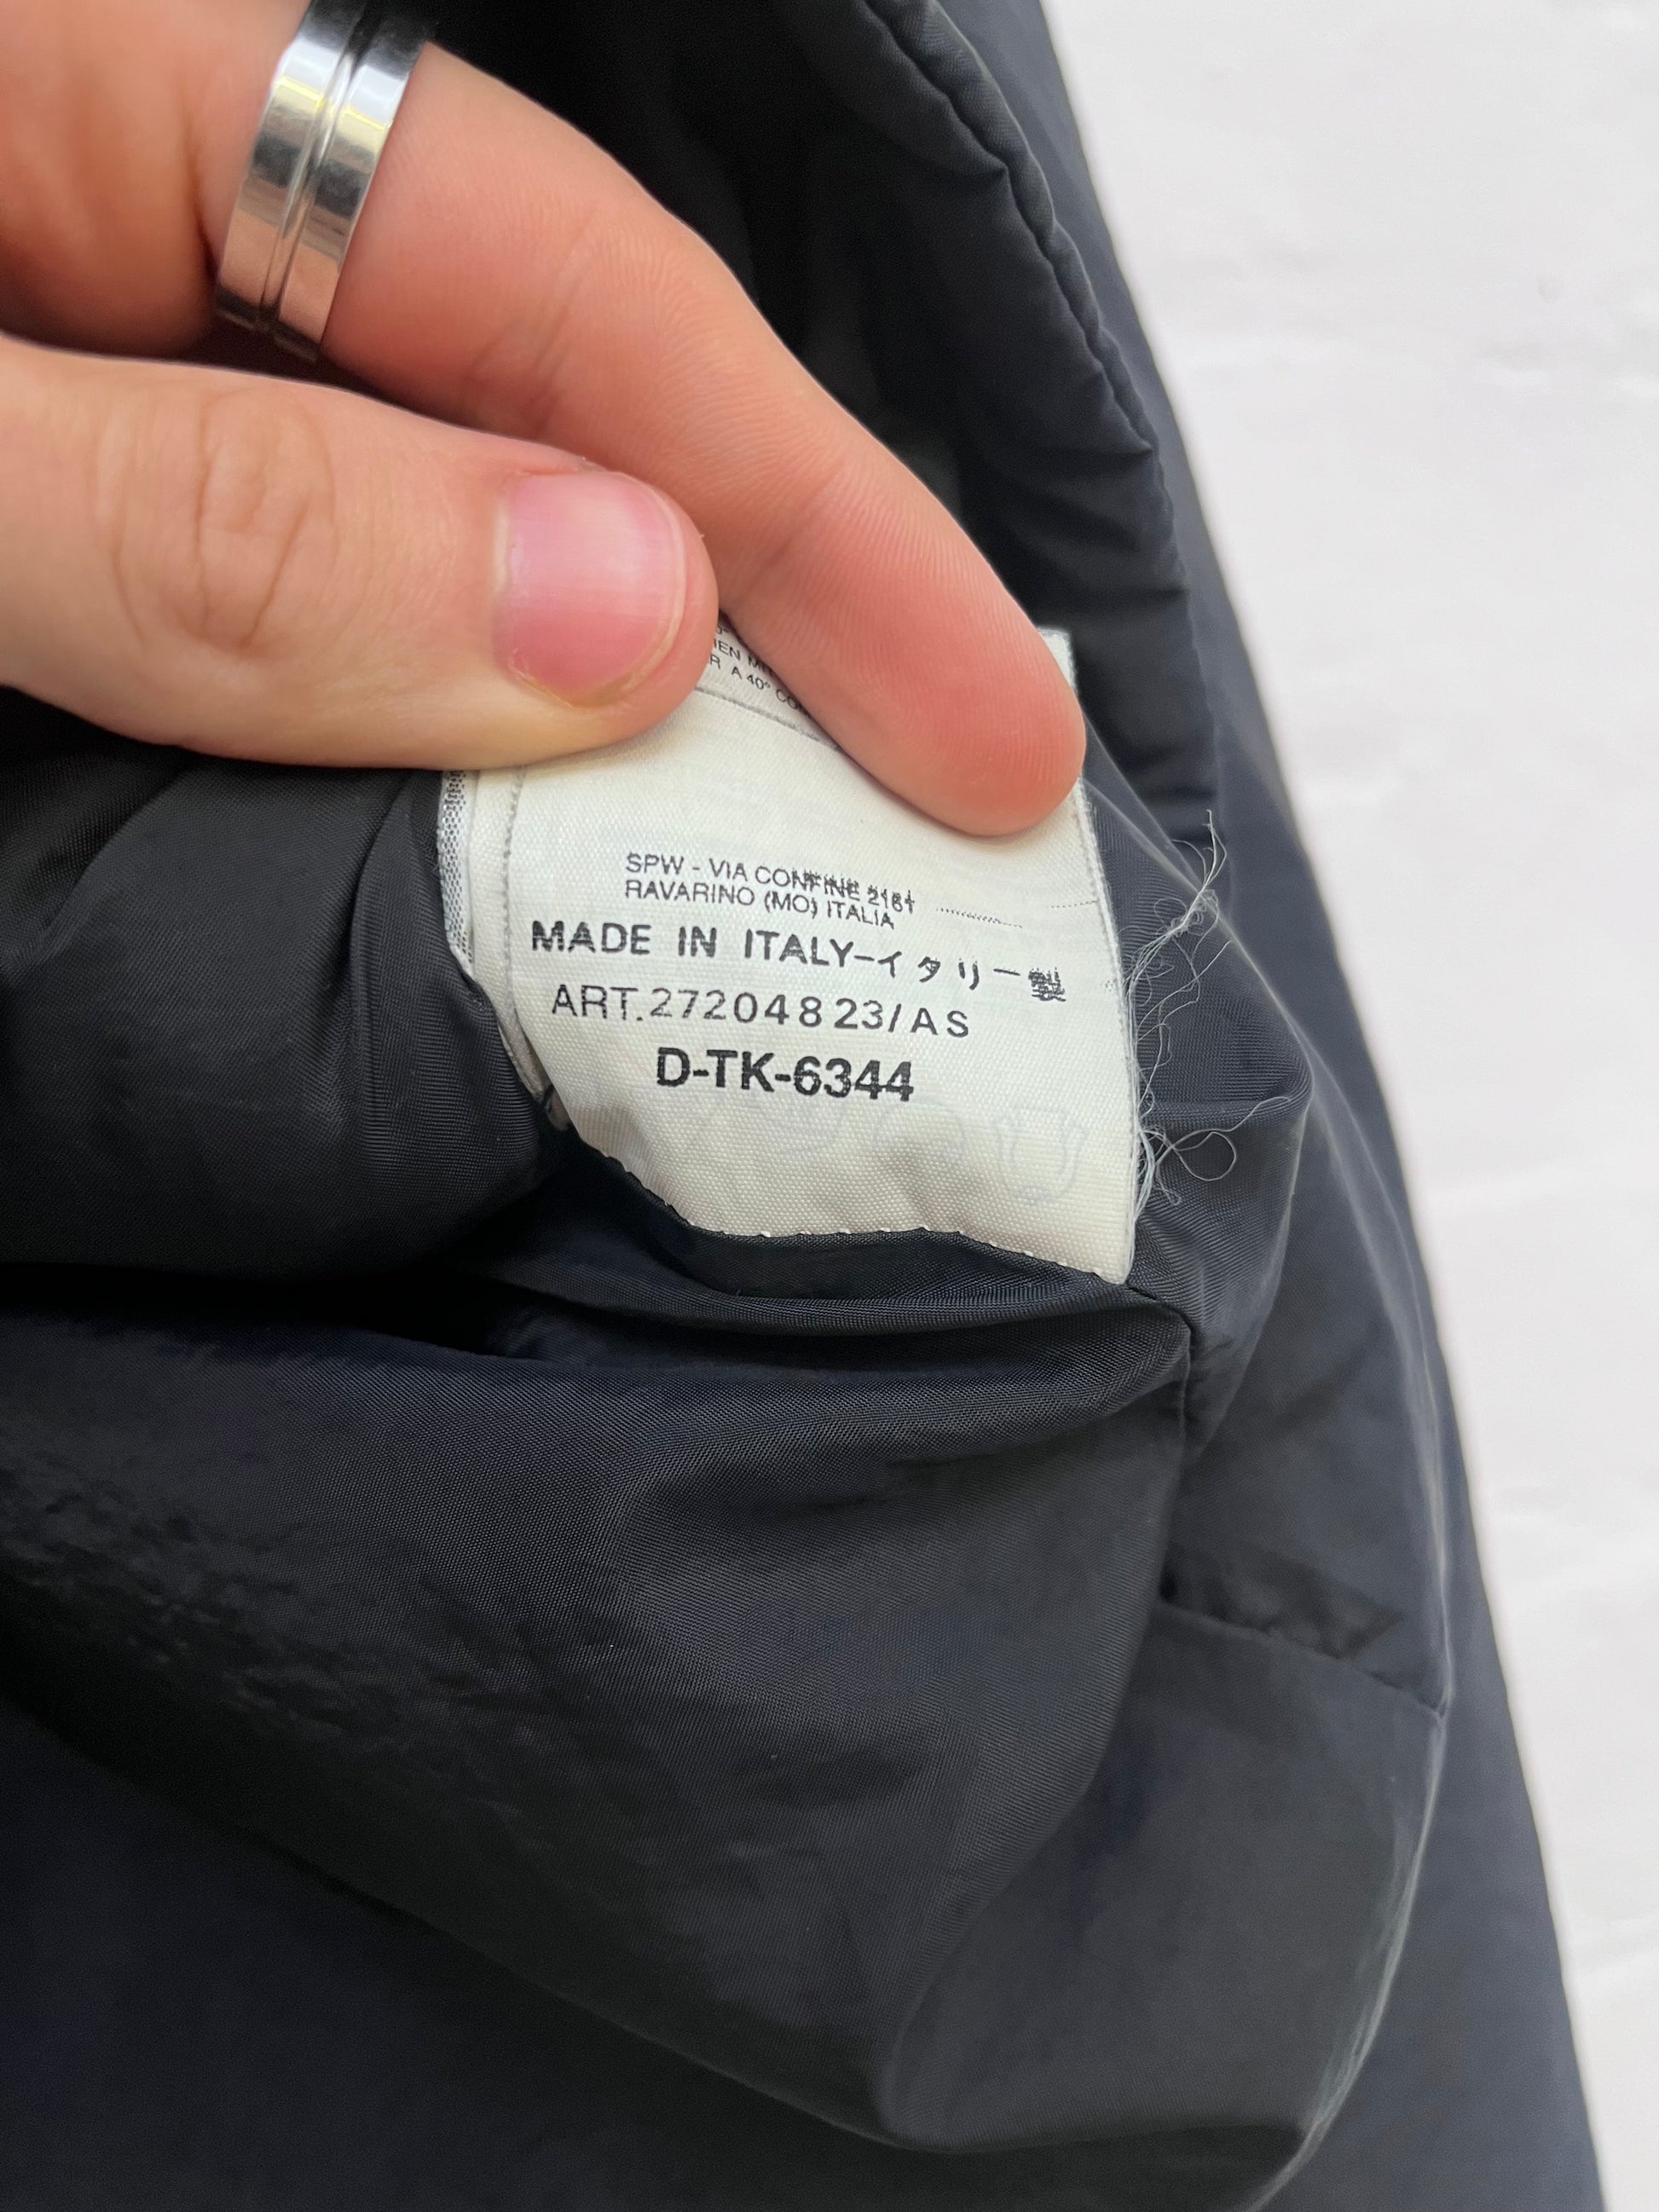 A 40°
SPW - VIA CONFINE 2161
RAVARINO (MO) ITALIA
MADE IN ITALY-イタリー製
ART.27204823/AS
D-TK-6344